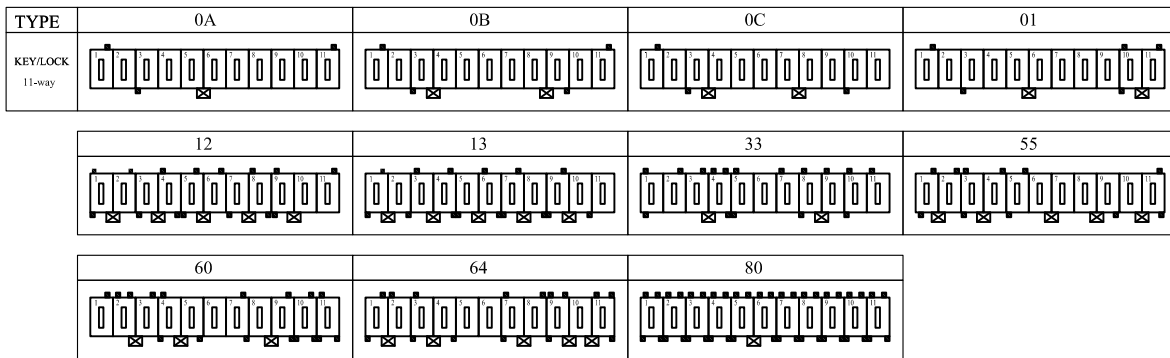 TYPE 0A 0B 0C 01
KEY/LOCK
11-way
1 2 3 4 5 6 7 8 9 10 11 1 2 3 4 5 6 7 8 9 10 11 1 2 3 4 5 6 7 8 9 10 11 1 2 3 4 5 6 7 8 9 10 11
12 13 33 55
1 2 3 4 5 6 7 8 9 10 11 1 2 3 4 5 6 7 8 9 10 11 1 2 3 4 5 6 7 8 9 10 11 1 2 3 4 5 6 7 8 9 10 11
60 64 80
1 2 3 4 5 6 7 8 9 10 11 1 2 3 4 5 6 7 8 9 10 11 1 2 3 4 5 6 7 8 9 10 11